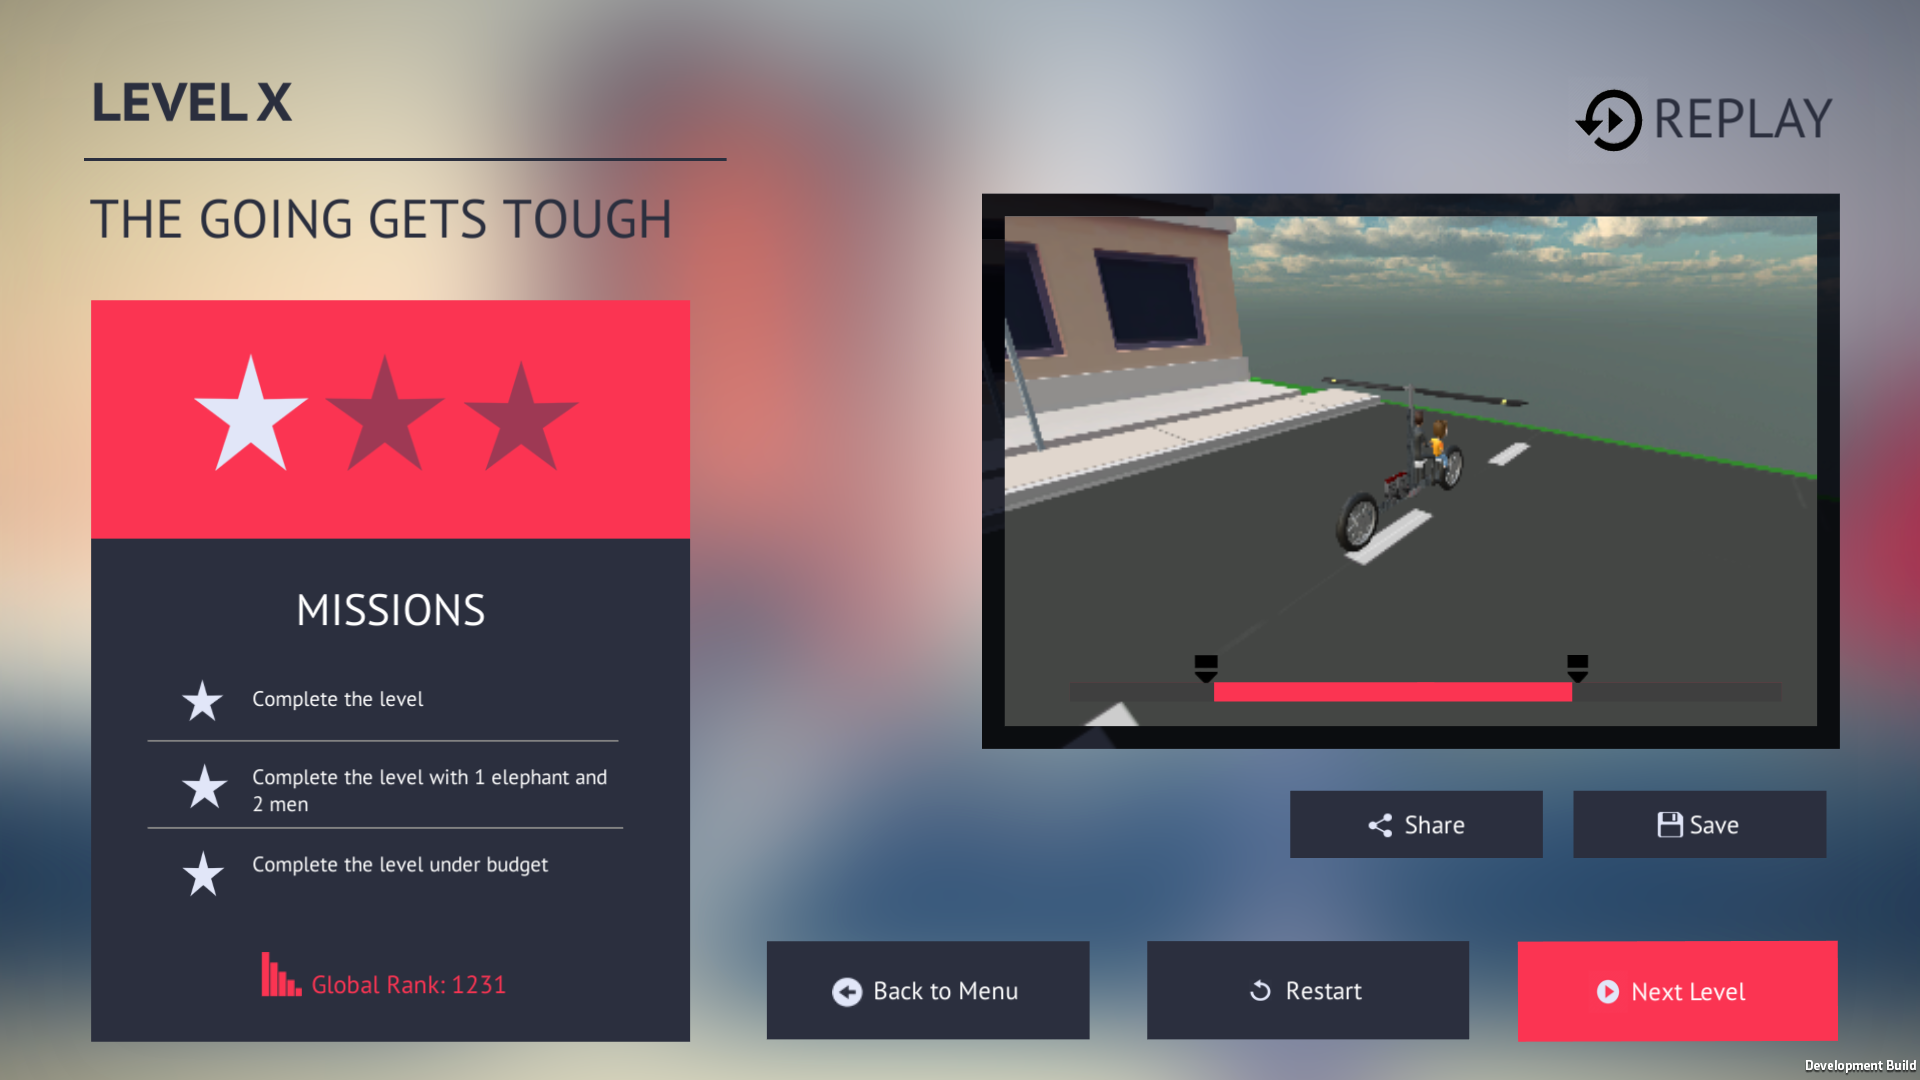 LEVEL X
THE GOING GETS TOUGH
MISSIONS
Complete the level
Complete the level with 1 elephant and
2 men
Complete the level under budget
Global Rank: 1231
REPLAY
Share
Save
Back to Menu
Restart
Next Level
Development Build